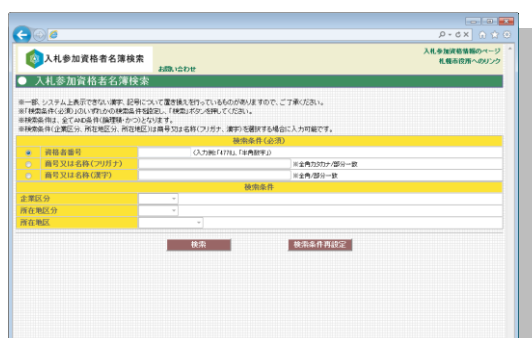 入札参加資格者名簿検索
お問い合わせ
入札参加資格情報のページ
札幌市役所へのリンク
● 入札参加資格者名簿検索
※一部、システム上表示できない漢字、記号について置き換えを行っているものがありますので、ご了承ください。
※「検索条件(必須)」のいずれかの検索条件を設定し、「検索」ボタンを押してください。
※検索条件は、全てAND条件(論理積・かつ)となります。
※検索条件(企業区分、所在地区分、所在地区)は商号又は名称(フリガナ、漢字)を選択する場合に入力可能です。
検索条件(必須)
資格者番号 (入力例:「4778」、「半角数字」)
商号又は名称(フリガナ) ※全角カタカナ/部分一致
商号又は名称(漢字) ※全角/部分一致
検索条件
企業区分
所在地区分
所在地区
検索 検索条件再設定